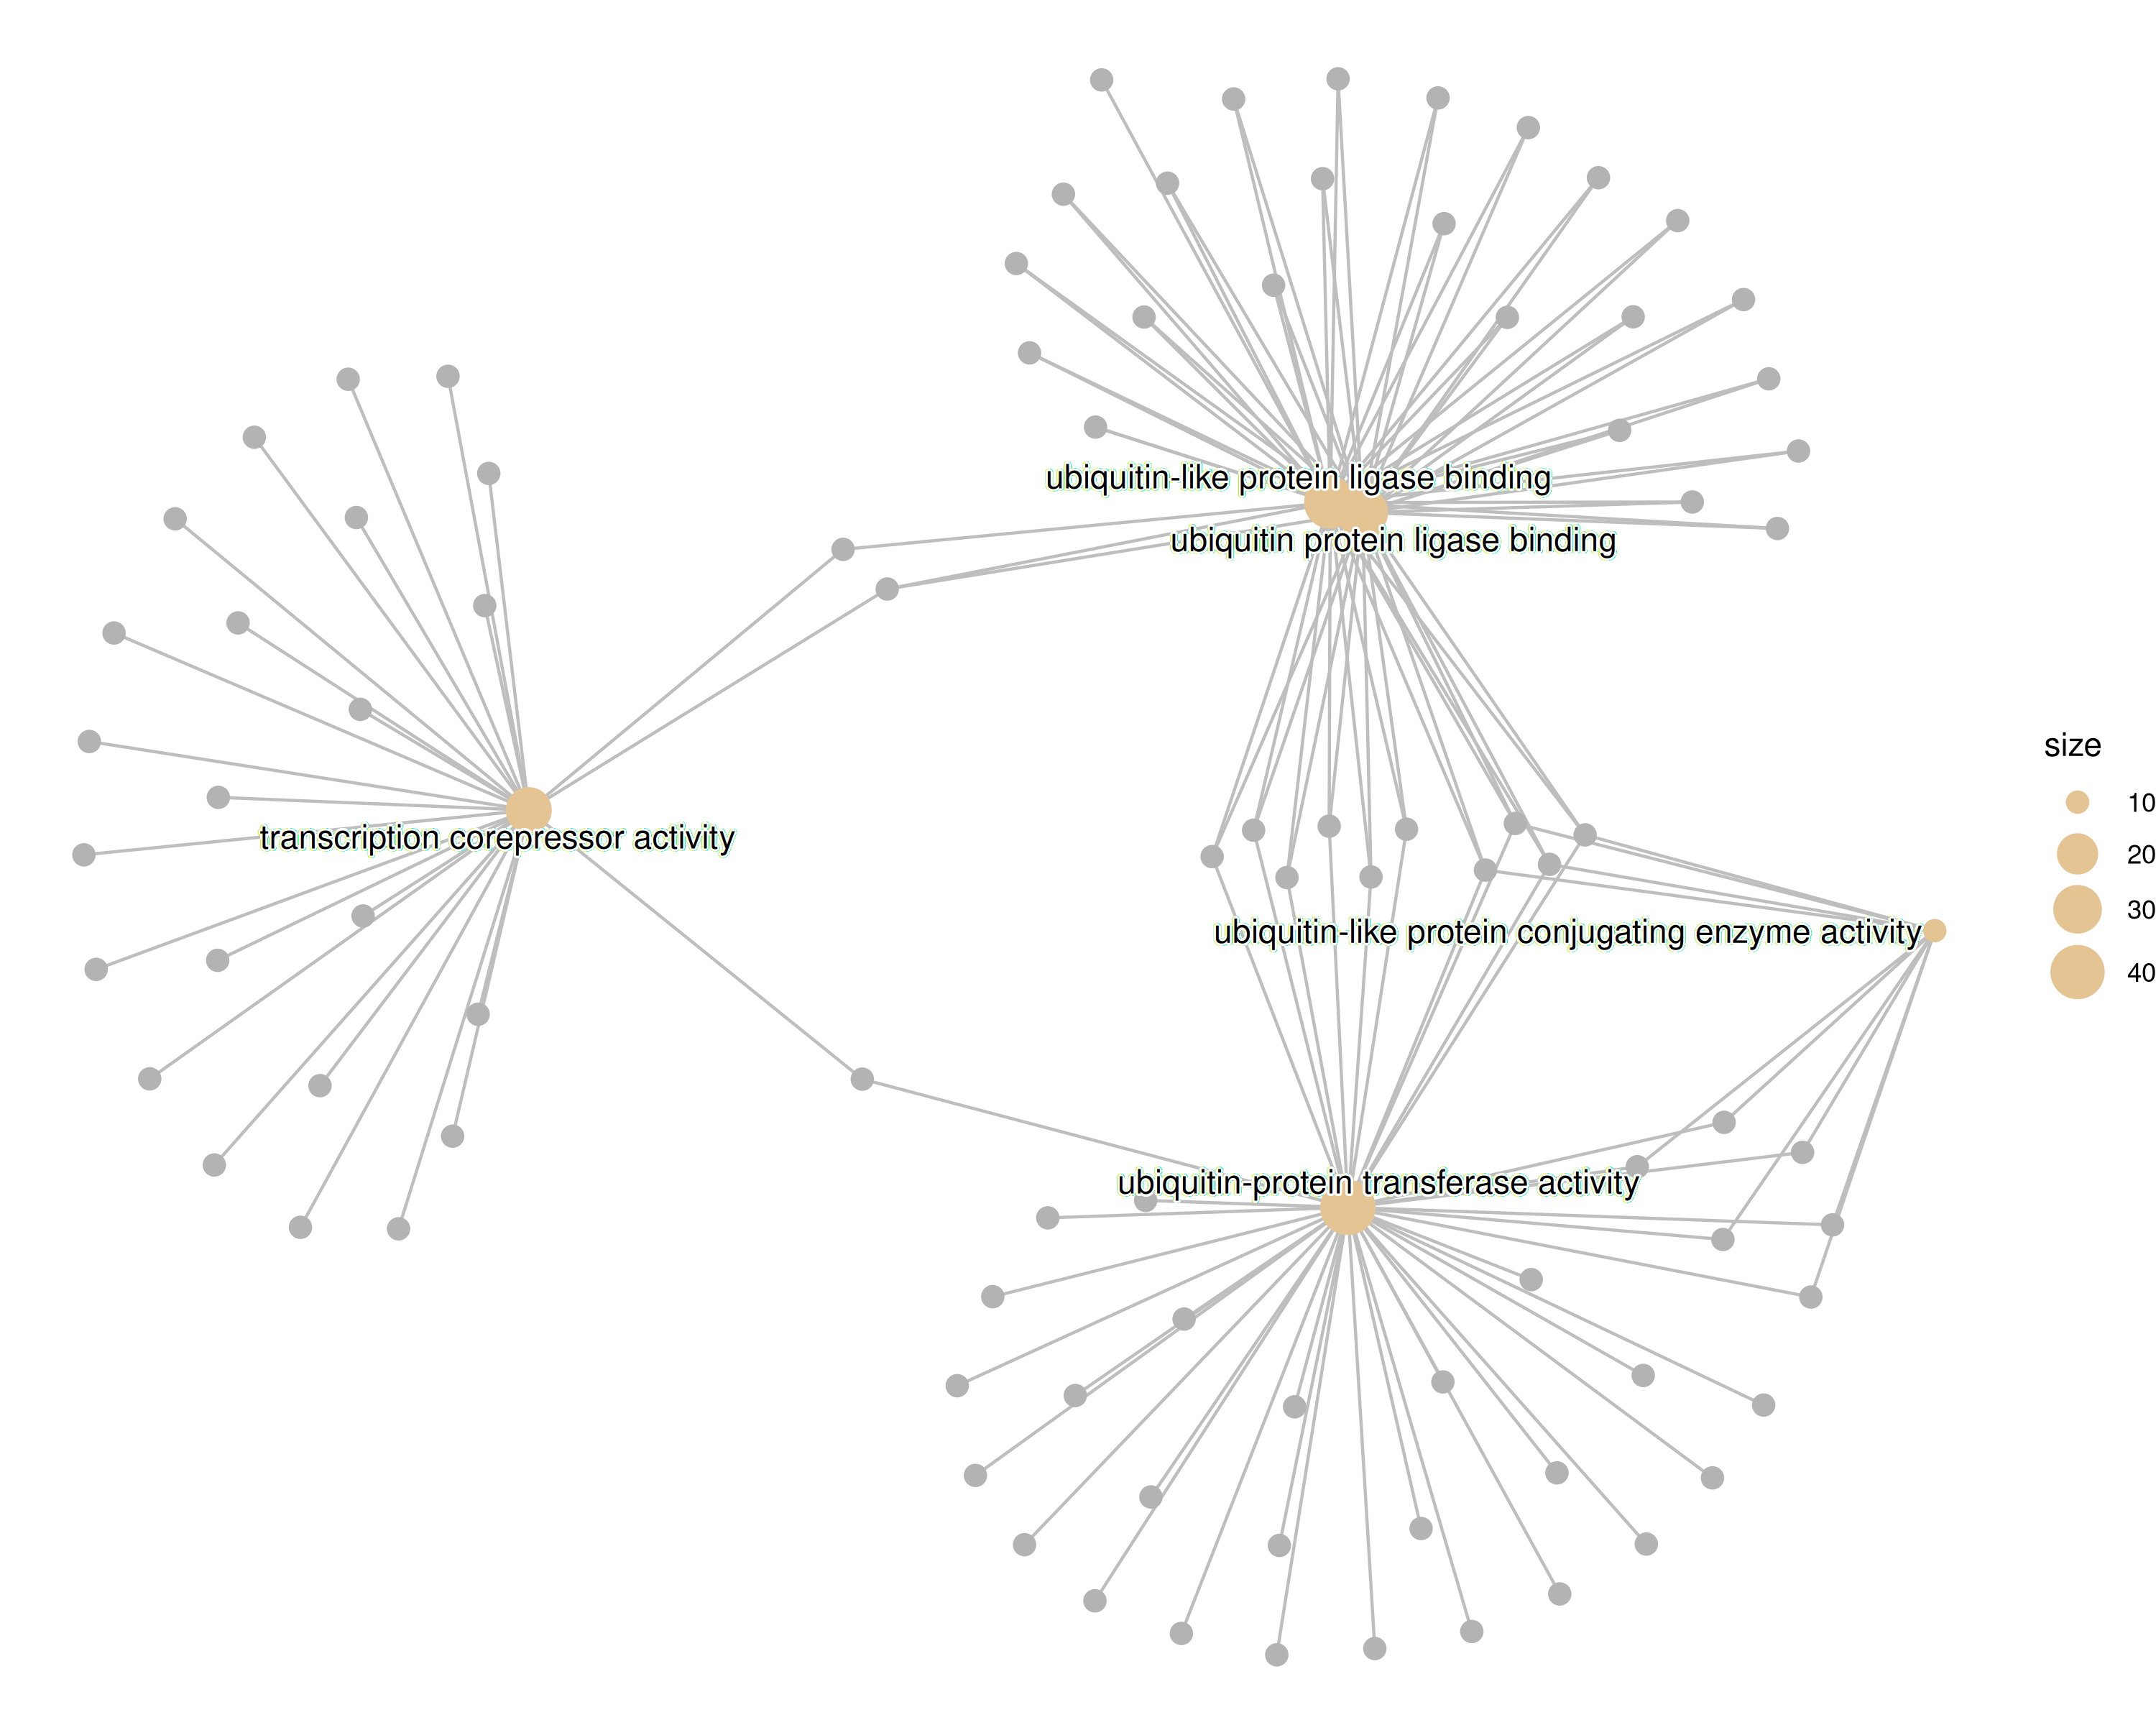 ubiquitin-like protein ligase binding
ubiquitin protein ligase binding
transcription corepressor activity
ubiquitin-like protein conjugating enzyme activity
ubiquitin-protein transferase activity
size
10
20
30
40